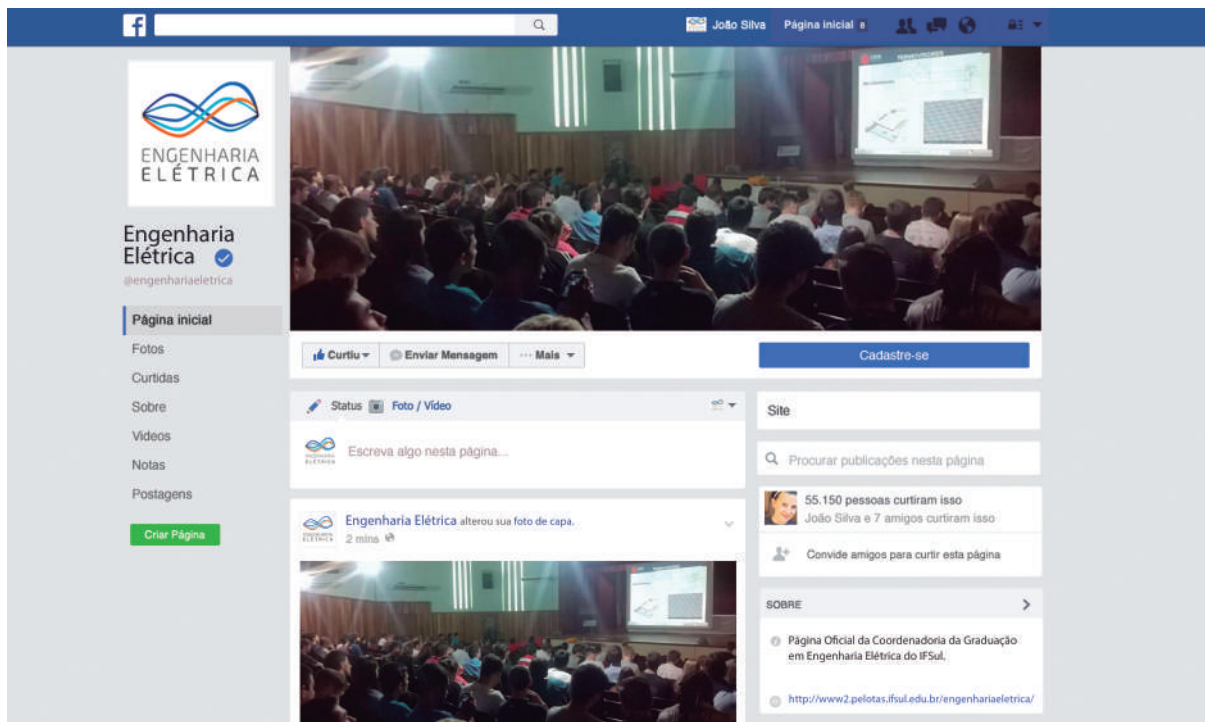 f
João Silva Página inicial 8
ENGENHARIA
ELÉTRICA
Engenharia
Elétrica
@engenhariaeletrica
Página inicial
Fotos
Curtidas
Sobre
Videos
Notas
Postagens
Criar Página
Curtiu Enviar Mensagem ··· Mais
Cadastre-se
Status Foto / Vídeo
Escreva algo nesta página...
Engenharia Elétrica alterou sua foto de capa.
2 mins
Site
Procurar publicações nesta página
55.150 pessoas curtiram isso
João Silva e 7 amigos curtiram isso
Convide amigos para curtir esta página
SOBRE
Página Oficial da Coordenadoria da Graduação
em Engenharia Elétrica do IFSul.
http://www2.pelotas.ifsul.edu.br/engenhariaeletrica/